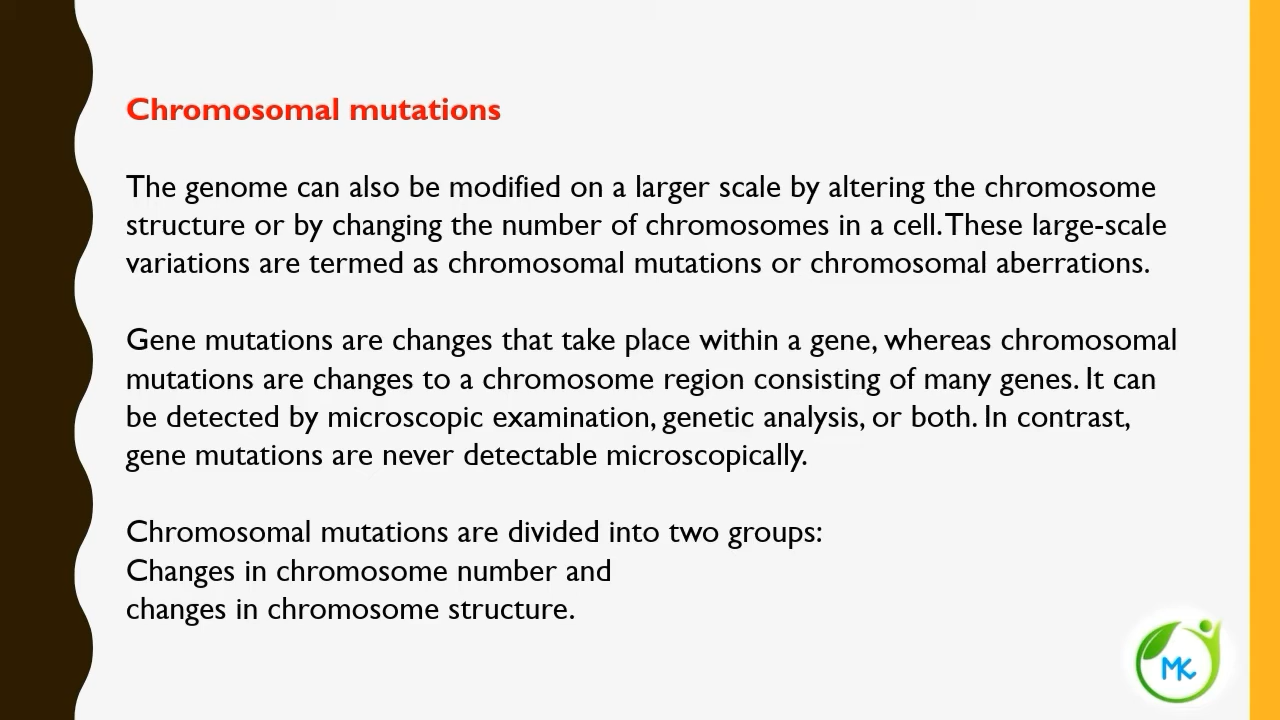 Chromosomal mutations
The genome can also be modified on a larger scale by altering the chromosome
structure or by changing the number of chromosomes in a cell. These large-scale
variations are termed as chromosomal mutations or chromosomal aberrations.
Gene mutations are changes that take place within a gene, whereas chromosomal
mutations are changes to a chromosome region consisting of many genes. It can
be detected by microscopic examination, genetic analysis, or both. In contrast,
gene mutations are never detectable microscopically.
Chromosomal mutations are divided into two groups:
Changes in chromosome number and
changes in chromosome structure.
MK